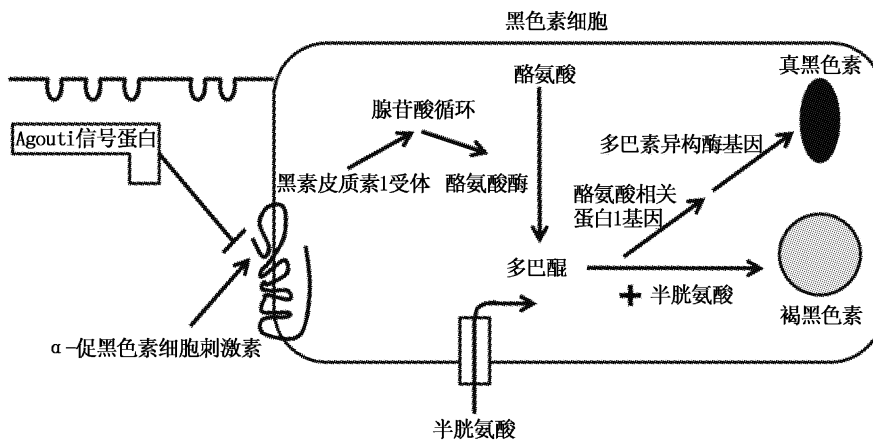 黑色素细胞
酪氨酸
真黑色素
腺苷酸循环
Agouti信号蛋白
多巴素异构酶基因
黑素皮质素1受体
酪氨酸酶
酪氨酸相关
蛋白1基因
多巴醌
+ 半胱氨酸
褐黑色素
α-促黑色素细胞刺激素
半胱氨酸